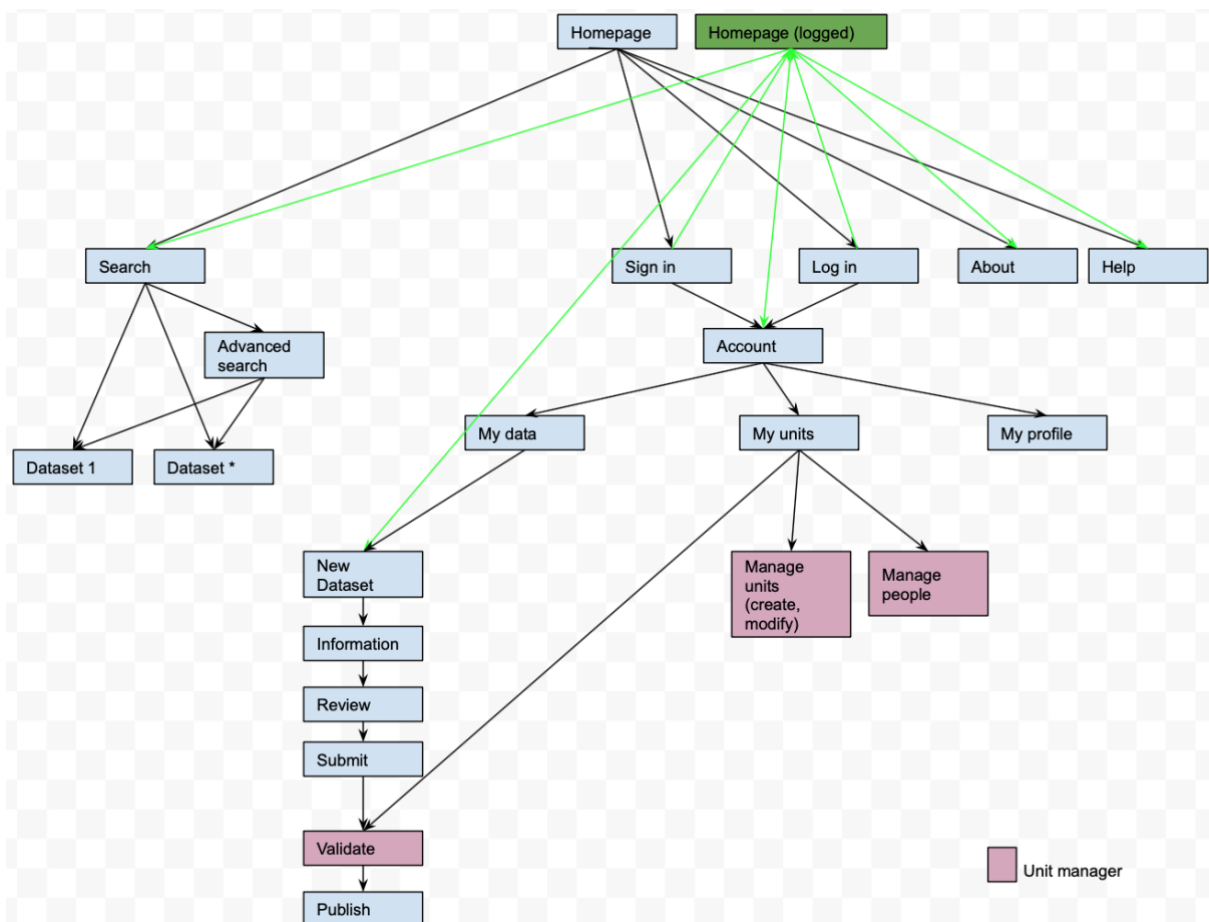 Homepage
Homepage (logged)
Search
Sign in
Log in
About
Help
Advanced
search
Account
My data
My units
My profile
Dataset 1
Dataset *
New
Dataset
Manage
units
(create,
modify)
Manage
people
Information
Review
Submit
Validate
Unit manager
Publish